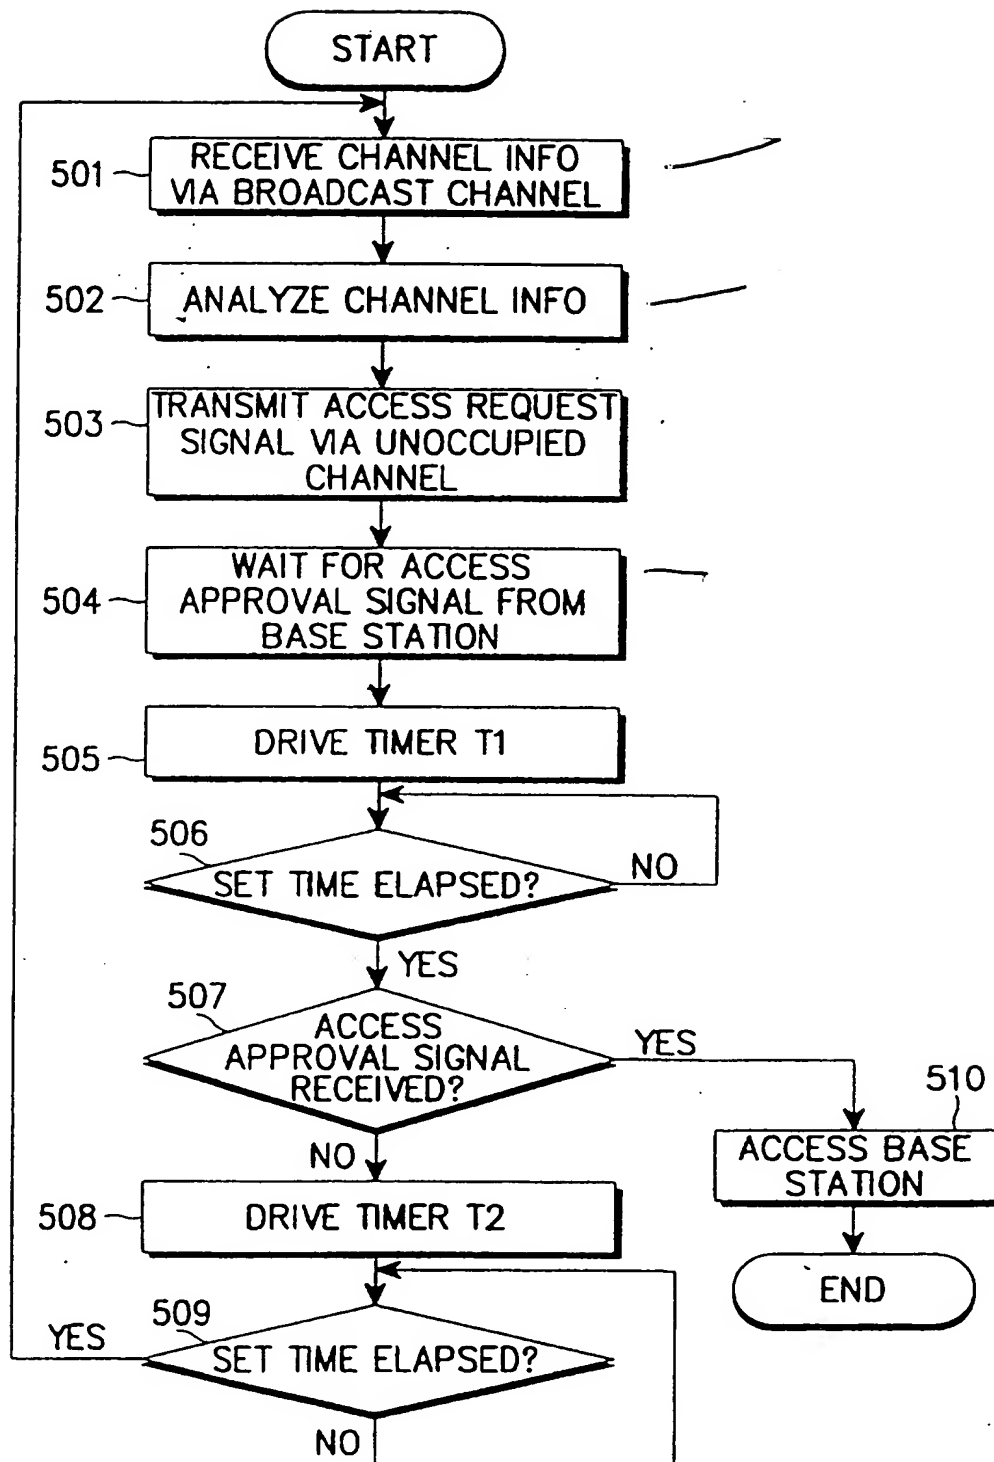 START
501
RECEIVE CHANNEL INFO
VIA BROADCAST CHANNEL
502
ANALYZE CHANNEL INFO
503
TRANSMIT ACCESS REQUEST
SIGNAL VIA UNOCCUPIED
CHANNEL
504
WAIT FOR ACCESS
APPROVAL SIGNAL FROM
BASE STATION
505
DRIVE TIMER T1
506
SET TIME ELAPSED?
NO
YES
507
ACCESS
APPROVAL SIGNAL
RECEIVED?
YES
510
ACCESS BASE
STATION
NO
508
DRIVE TIMER T2
END
509
YES
SET TIME ELAPSED?
NO